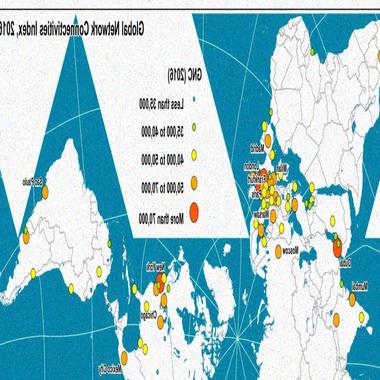 Global Network Connectivities Index, 2016
GNC (2016)
Less than 35,000
35,000 to 40,000
40,000 to 50,000
50,000 to 70,000
More than 70,000
Sao Paulo
New York
Chicago
Mexico City
Madrid
London
Frankfurt
Paris
Milan
Warsaw
Moscow
Dubai
Mumbai